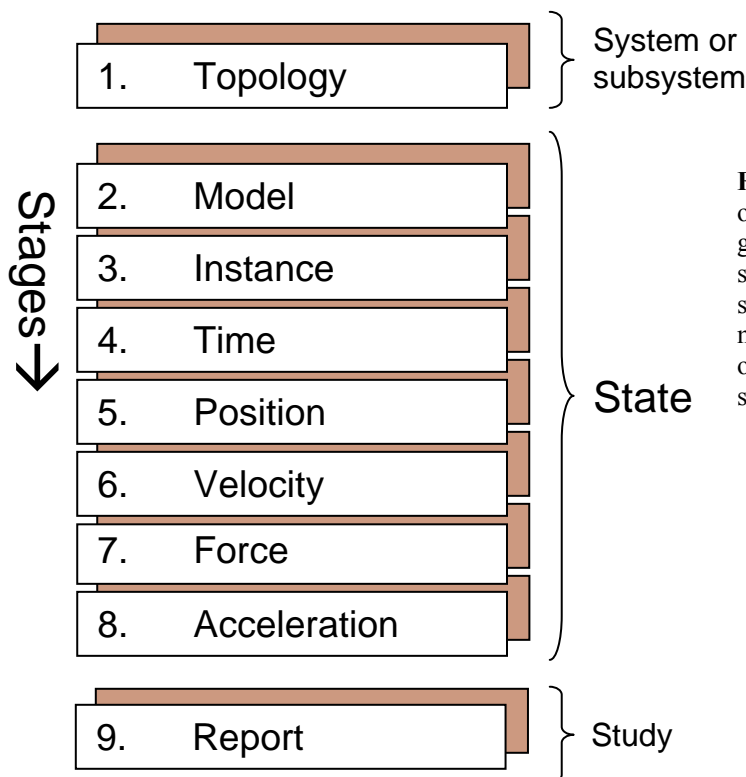 1. Topology
System or
subsystem
Stages→
2. Model
3. Instance
4. Time
5. Position
6. Velocity
7. Force
8. Acceleration
State
9. Report
Study